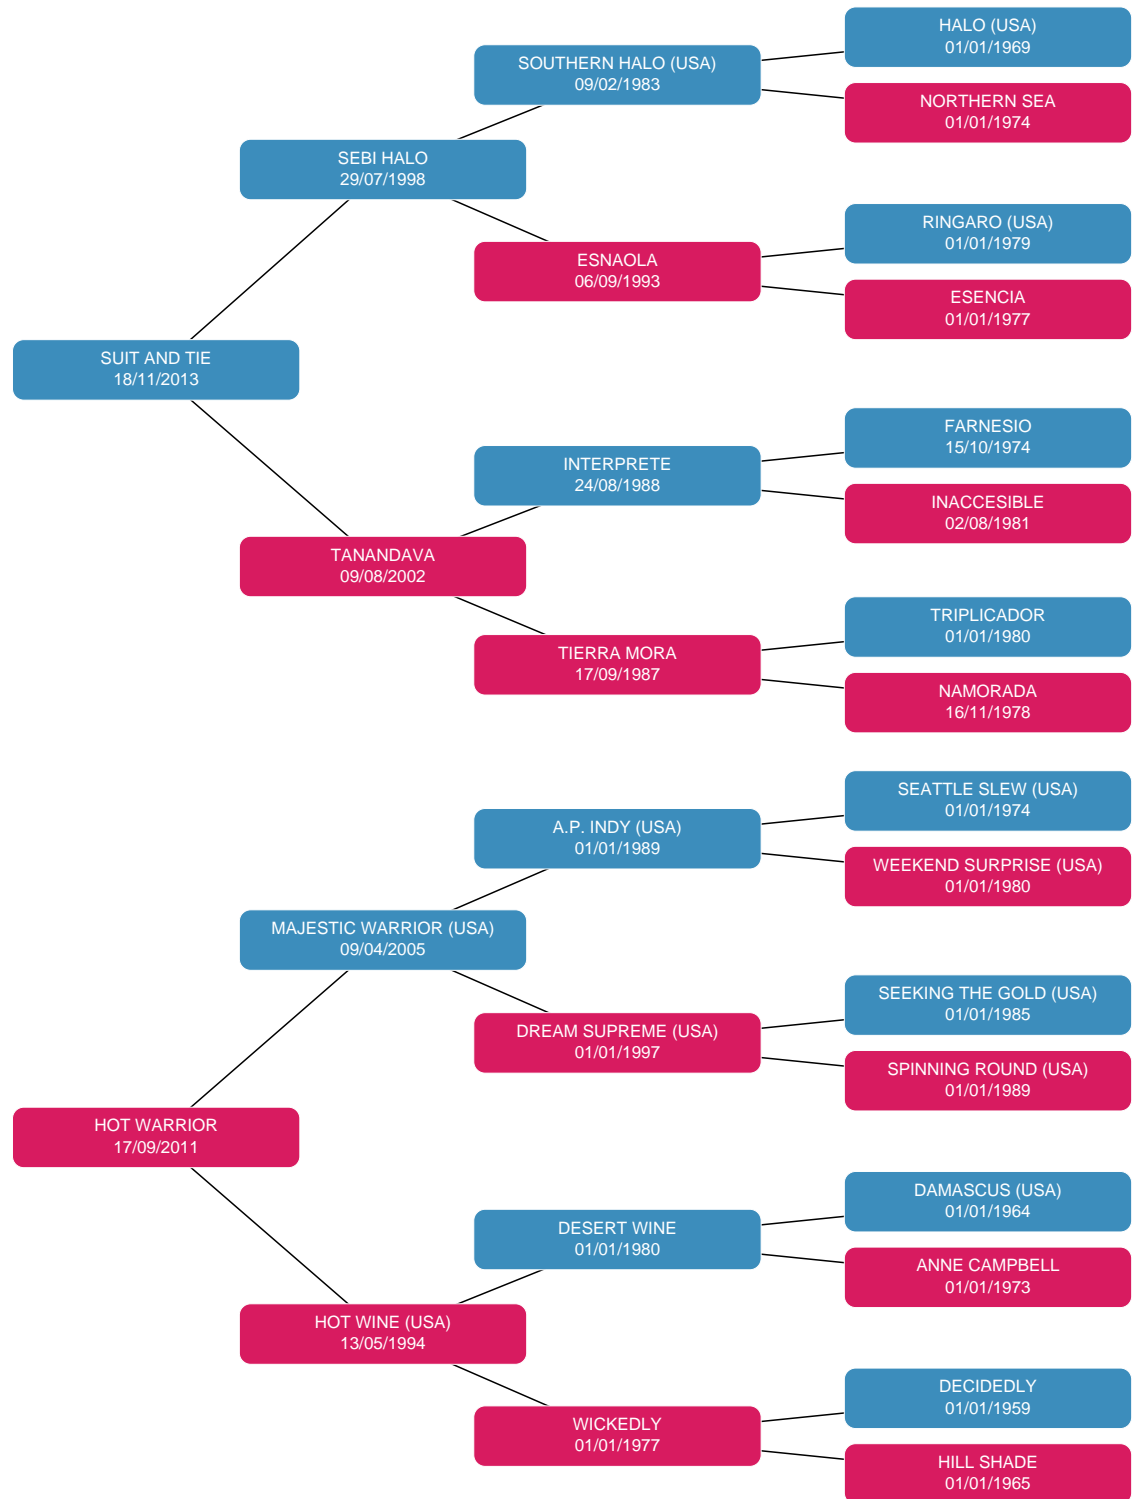 HALO (USA)
01/01/1969
SOUTHERN HALO (USA)
09/02/1983
NORTHERN SEA
01/01/1974
SEBI HALO
29/07/1998
RINGARO (USA)
01/01/1979
ESNAOLA
06/09/1993
ESENCIA
01/01/1977
SUIT AND TIE
18/11/2013
FARNESIO
15/10/1974
INTERPRETE
24/08/1988
INACCESIBLE
02/08/1981
TANANDAVA
09/08/2002
TRIPLICADOR
01/01/1980
TIERRA MORA
17/09/1987
NAMORADA
16/11/1978
SEATTLE SLEW (USA)
01/01/1974
A.P. INDY (USA)
01/01/1989
WEEKEND SURPRISE (USA)
01/01/1980
MAJESTIC WARRIOR (USA)
09/04/2005
SEEKING THE GOLD (USA)
01/01/1985
DREAM SUPREME (USA)
01/01/1997
SPINNING ROUND (USA)
01/01/1989
HOT WARRIOR
17/09/2011
DAMASCUS (USA)
01/01/1964
DESERT WINE
01/01/1980
ANNE CAMPBELL
01/01/1973
HOT WINE (USA)
13/05/1994
DECIDEDLY
01/01/1959
WICKEDLY
01/01/1977
HILL SHADE
01/01/1965